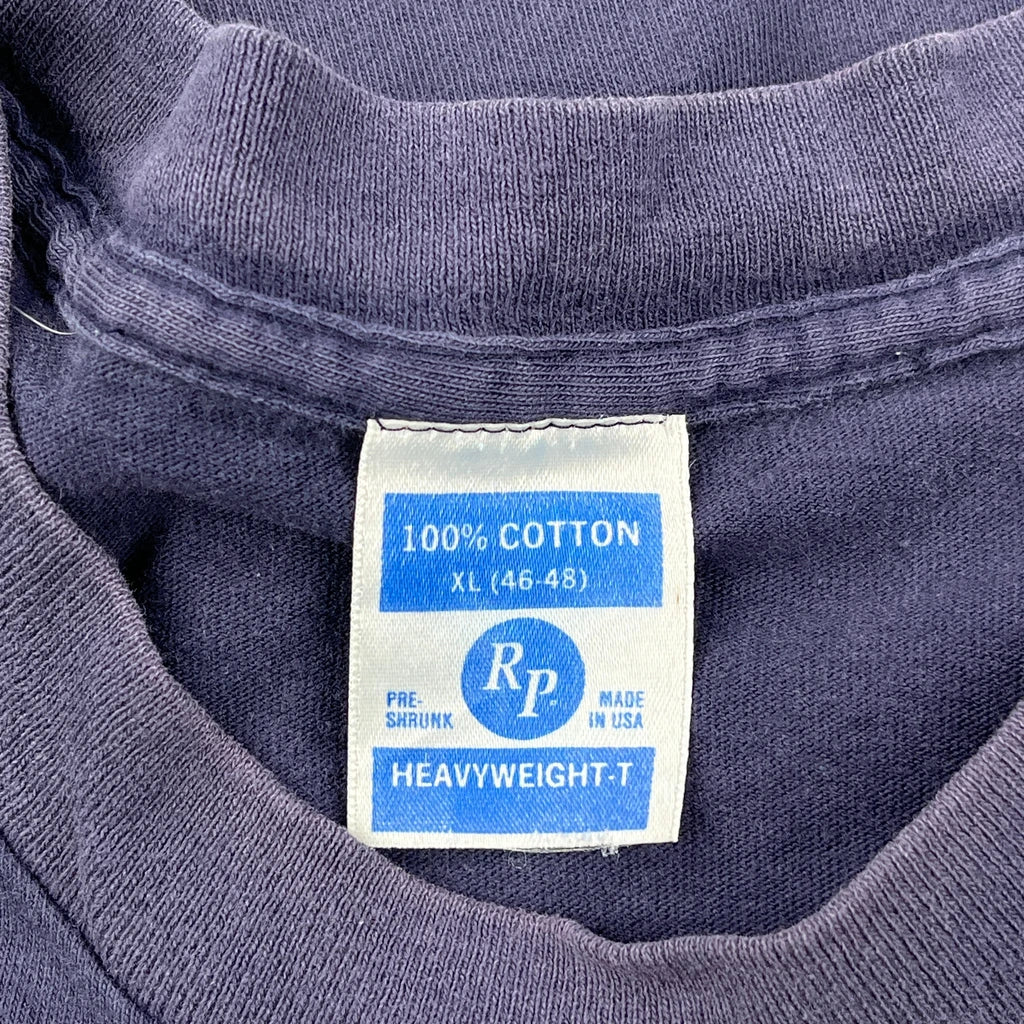 100% COTTON
XL (46-48)
RP
PRE-
SHRUNK
MADE
IN USA
HEAVYWEIGHT-T